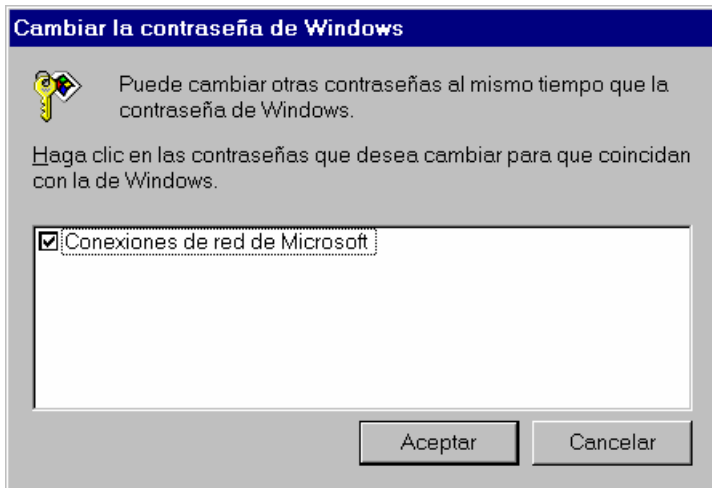 Cambiar la contraseña de Windows
Puede cambiar otras contraseñas al mismo tiempo que la
contraseña de Windows.
Haga clic en las contraseñas que desea cambiar para que coincidan
con la de Windows.
Conexiones de red de Microsoft
Aceptar
Cancelar